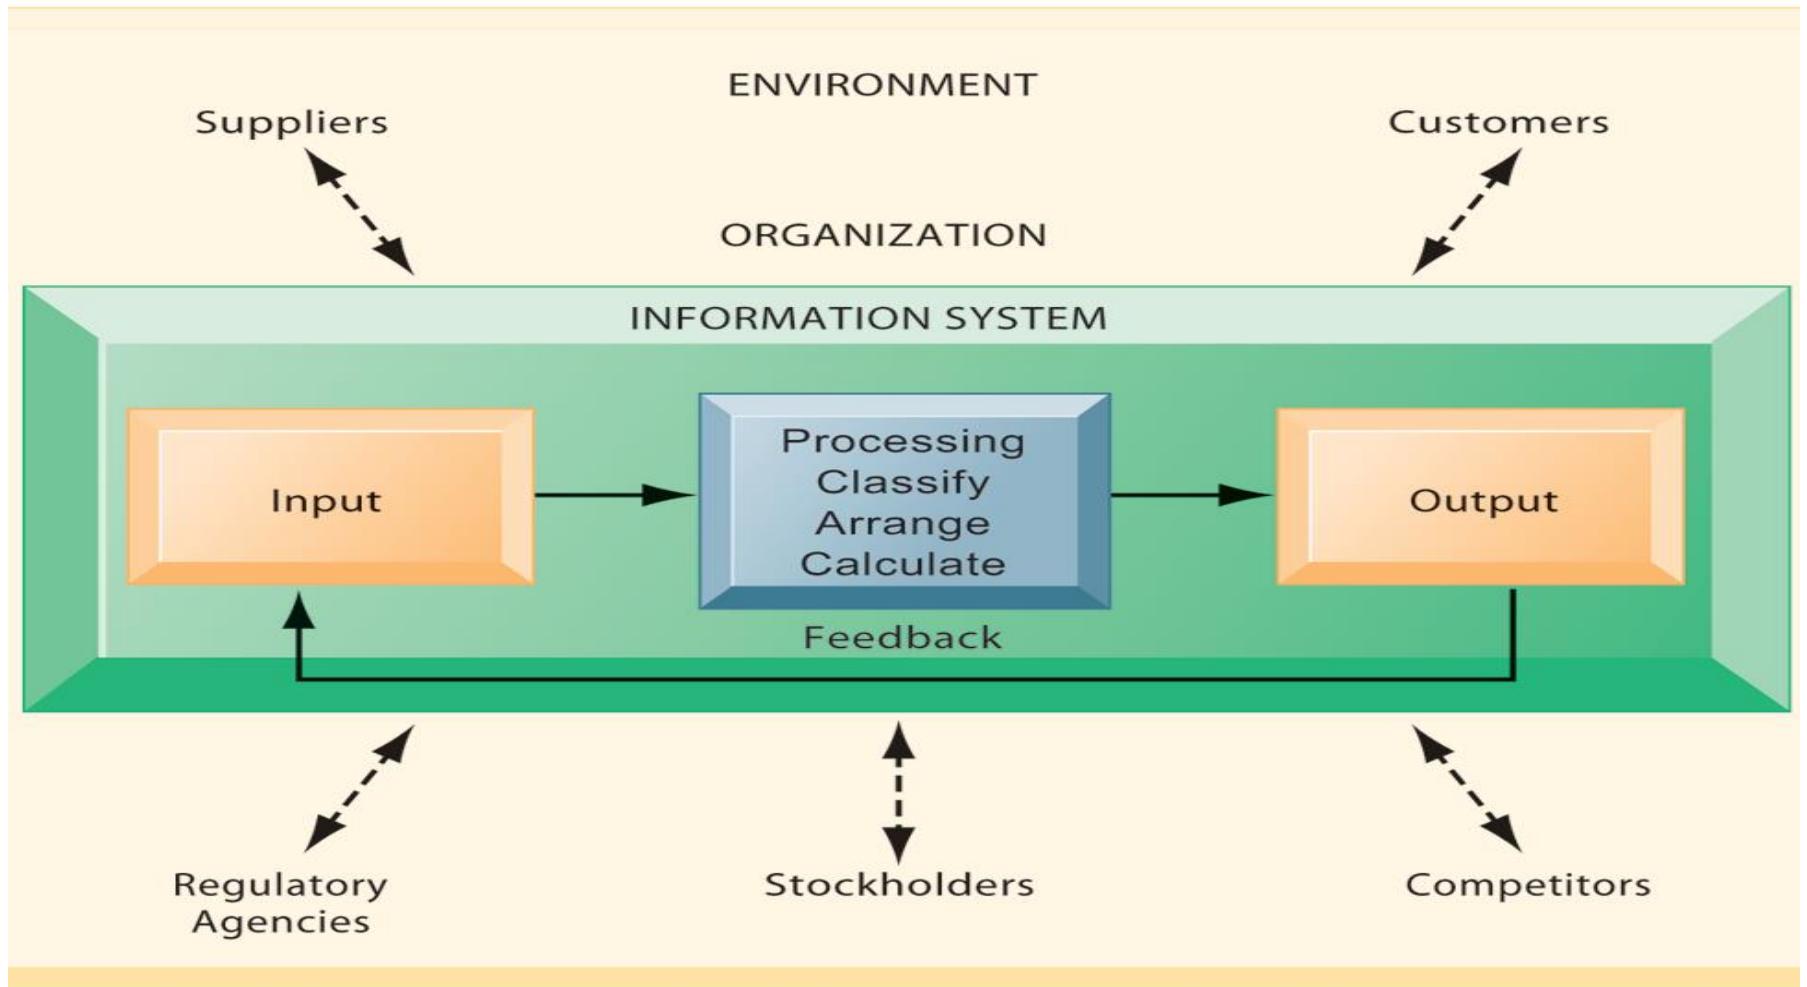 ENVIRONMENT
Suppliers
Customers
ORGANIZATION
INFORMATION SYSTEM
Input
Processing
Classify
Arrange
Calculate
Output
Feedback
Regulatory
Agencies
Stockholders
Competitors